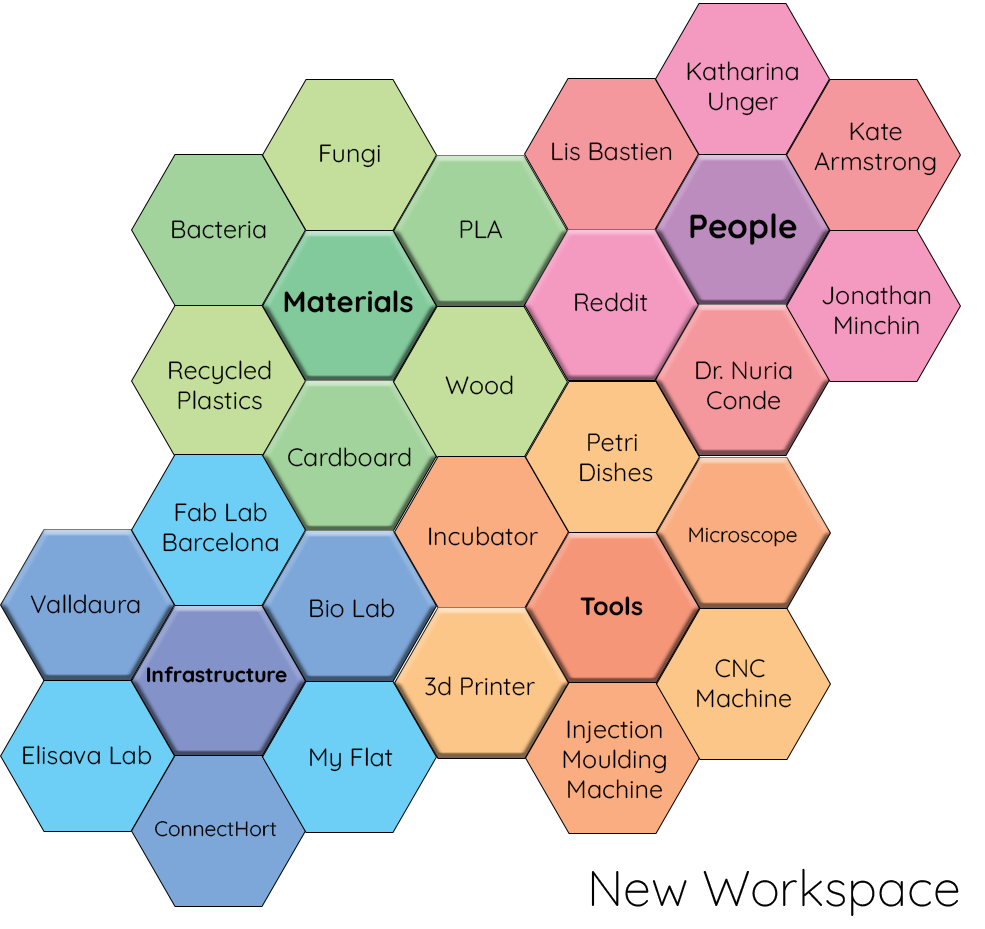 Katharina
Unger
Kate
Armstrong
Lis Bastien
Fungi
Bacteria
PLA
People
Materials
Reddit
Jonathan
Minchin
Recycled
Plastics
Wood
Dr. Nuria
Conde
Cardboard
Petri
Dishes
Fab Lab
Barcelona
Incubator
Microscope
Valldaura
Bio Lab
Tools
Infrastructure
3d Printer
CNC
Machine
Elisava Lab
My Flat
Injection
Moulding
Machine
ConnectHort
New Workspace